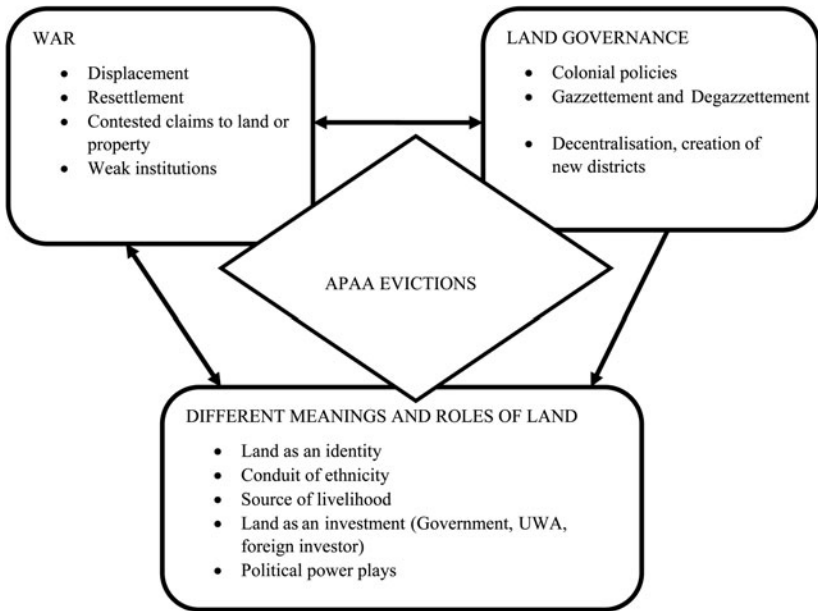 WAR
• Displacement
• Resettlement
• Contested claims to land or
property
• Weak institutions
LAND GOVERNANCE
• Colonial policies
• Gazzettement and Degazzettement
• Decentralisation, creation of
new districts
APAA EVICTIONS
DIFFERENT MEANINGS AND ROLES OF LAND
• Land as an identity
• Conduit of ethnicity
• Source of livelihood
• Land as an investment (Government, UWA,
foreign investor)
• Political power plays